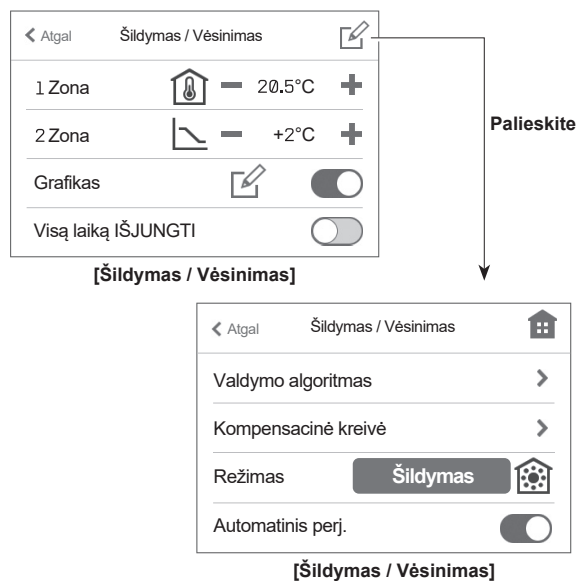 Atgal Šildymas / Vėsinimas
1 Zona 20.5°C
2 Zona +2°C
Grafikas
Visą laiką IŠJUNGTI
[Šildymas / Vėsinimas]
Palieskite
Atgal Šildymas / Vėsinimas
Valdymo algoritmas
Kompensacinė kreivė
Režimas Šildymas
Automatinis perj.
[Šildymas / Vėsinimas]